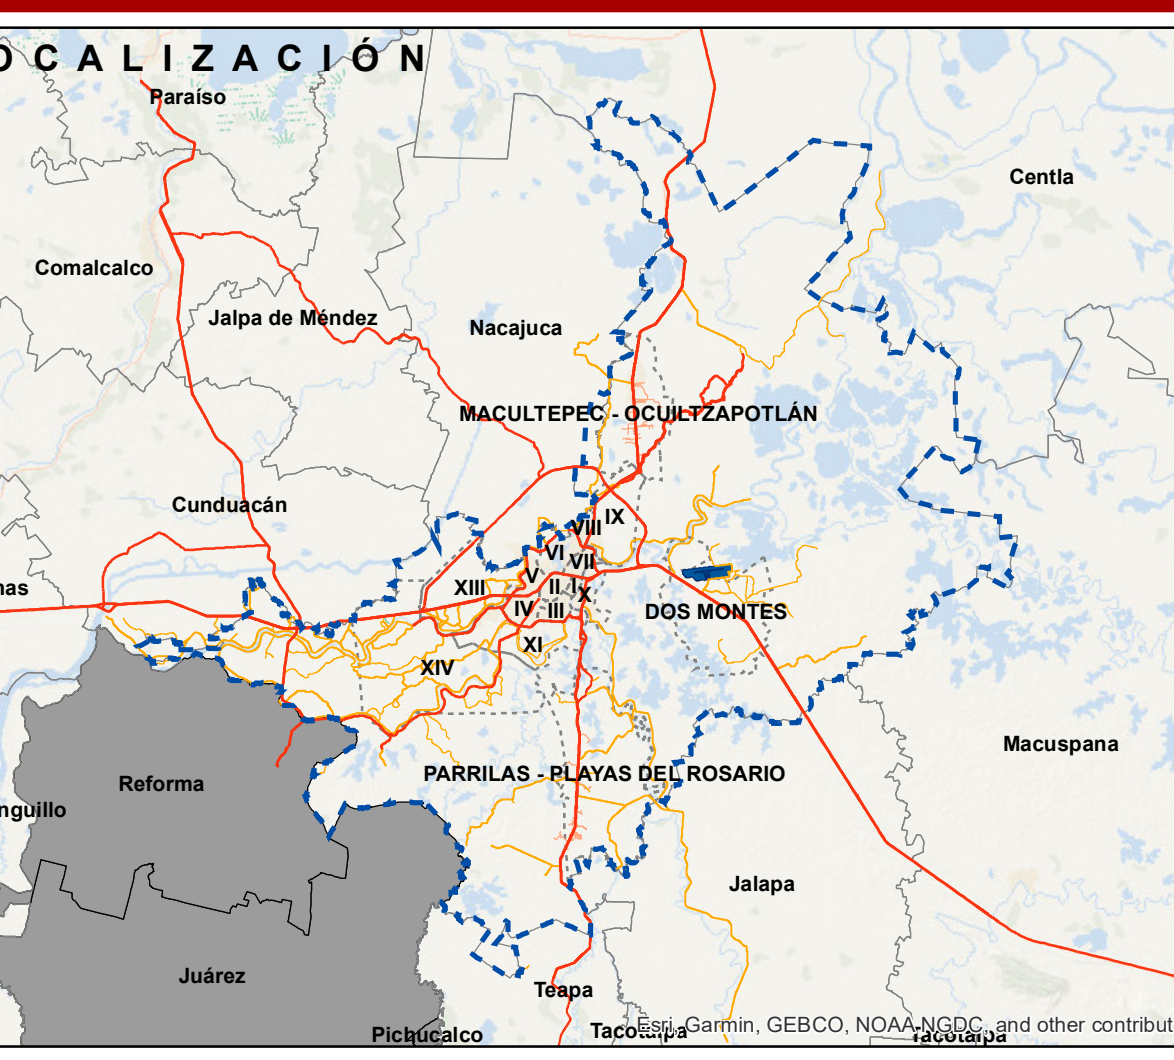 OCALIZACIÓN
Paraíso
Centla
Comalcalco
Jalpa de Méndez
Nacajuca
MACULTEPEC - OCUILTZAPOTLÁN
Cunduacán
IX
VIII
VI
VII
nas
V
XIII
II
I
X
IV
III
DOS MONTES
XI
XIV
Macuspana
PARRILAS - PLAYAS DEL ROSARIO
Reforma
nguillo
Jalapa
Juárez
Teapa
Pichucalco
Tacotalpa
Tacotalpa
Esri, Garmin, GEBCO, NOAA NGDC, and other contribut